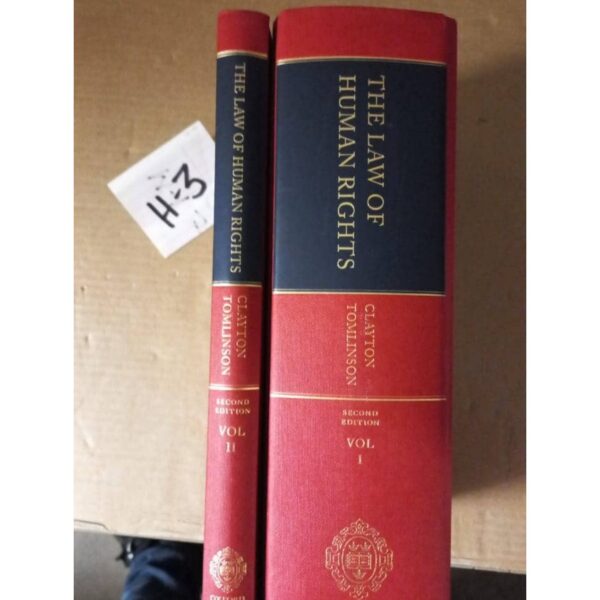 H-3
THE LAW OF HUMAN RIGHTS
CLAYTON
TOMLINSON
SECOND
EDITION
VOL
II
OXFORD
THE LAW OF
HUMAN RIGHTS
CLAYTON
TOMLINSON
SECOND
EDITION
VOL
I